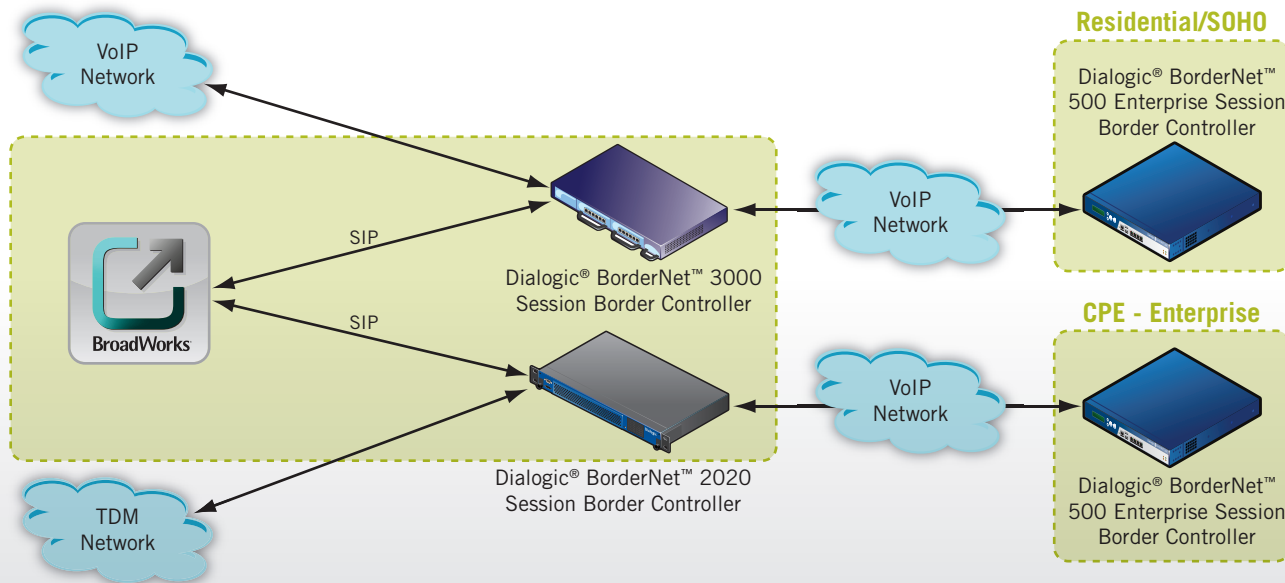 VoIP
Network
Residential/SOHO
Dialogic® BorderNet™
500 Enterprise Session
Border Controller
VoIP
Network
SIP
Dialogic® BorderNet™ 3000
Session Border Controller
BroadWorks
SIP
CPE - Enterprise
VoIP
Network
Dialogic® BorderNet™ 2020
Session Border Controller
Dialogic® BorderNet™
500 Enterprise Session
Border Controller
TDM
Network